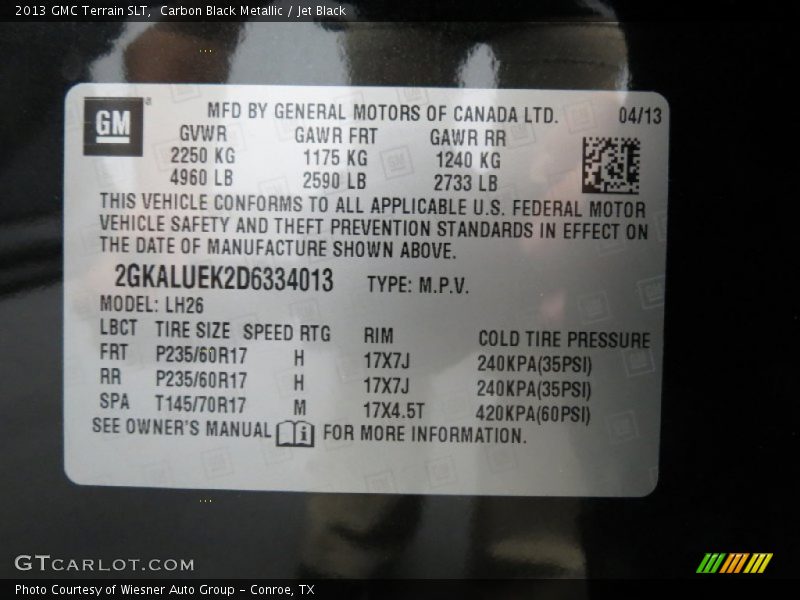 2013 GMC Terrain SLT,  Carbon Black Metallic / Jet Black
GM
MFD BY GENERAL MOTORS OF CANADA LTD. 04/13
GVWR GAWR FRT GAWR RR
2250 KG 1175 KG 1240 KG
4960 LB 2590 LB 2733 LB
THIS VEHICLE CONFORMS TO ALL APPLICABLE U.S. FEDERAL MOTOR
VEHICLE SAFETY AND THEFT PREVENTION STANDARDS IN EFFECT ON
THE DATE OF MANUFACTURE SHOWN ABOVE.
2GKALUEK2D6334013 TYPE: M.P.V.
MODEL: LH26
LBCT TIRE SIZE SPEED RTG RIM COLD TIRE PRESSURE
FRT P235/60R17 H 17X7J 240KPA(35PSI)
RR P235/60R17 H 17X7J 240KPA(35PSI)
SPA T145/70R17 M 17X4.5T 420KPA(60PSI)
SEE OWNER'S MANUAL FOR MORE INFORMATION.
GTCARLOT.COM
Photo Courtesy of Wiesner Auto Group - Conroe, TX